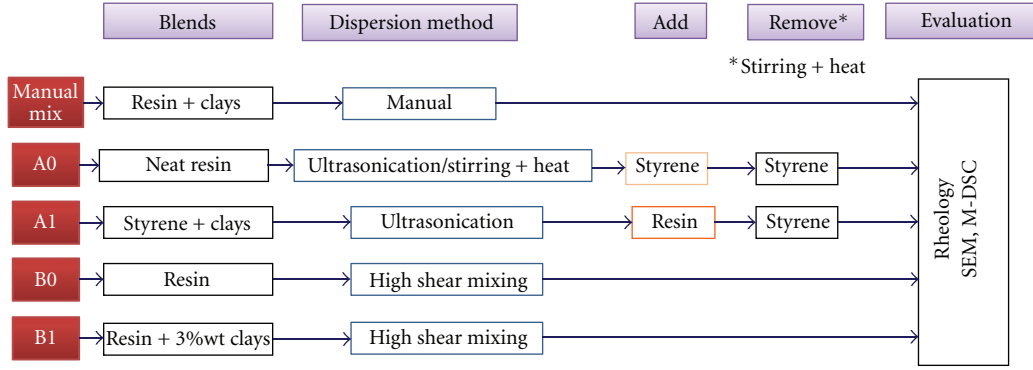 Blends
Dispersion method
Add
Remove*
Evaluation
*Stirring + heat
Manual
mix
Resin + clays
Manual
A0
Neat resin
Ultrasonication/stirring + heat
Styrene
Styrene
A1
Styrene + clays
Ultrasonication
Resin
Styrene
B0
Resin
High shear mixing
B1
Resin + 3%wt clays
High shear mixing
Rheology
SEM, M-DSC